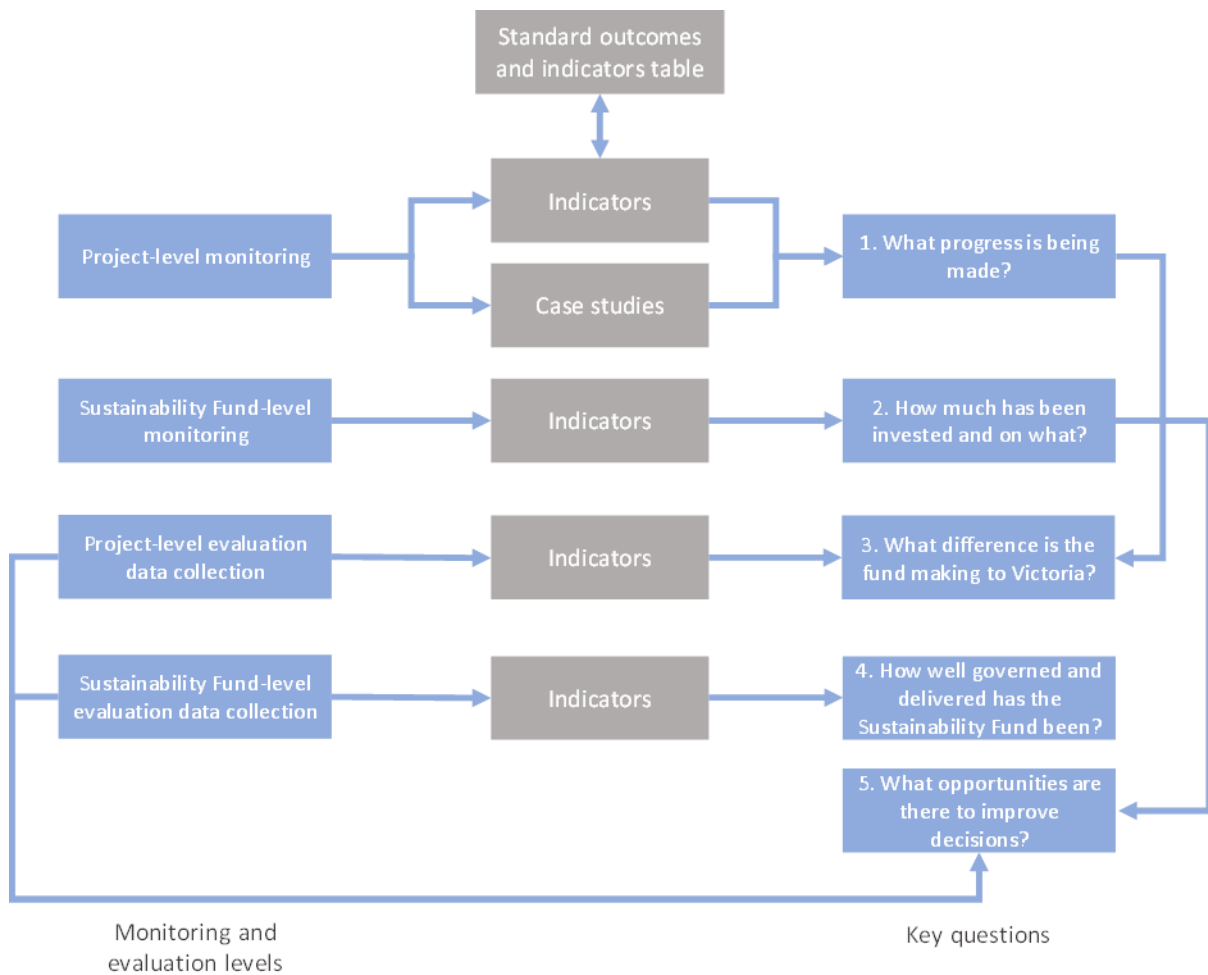 Standard outcomes
and indicators table
Indicators
Project-level monitoring
1. What progress is being
made?
Case studies
Sustainability Fund-level
monitoring
Indicators
2. How much has been
invested and on what?
Project-level evaluation
data collection
Indicators
3. What difference is the
fund making to Victoria?
Sustainability Fund-level
evaluation data collection
Indicators
4. How well governed and
delivered has the
Sustainability Fund been?
5. What opportunities are
there to improve
decisions?
Monitoring and
evaluation levels
Key questions